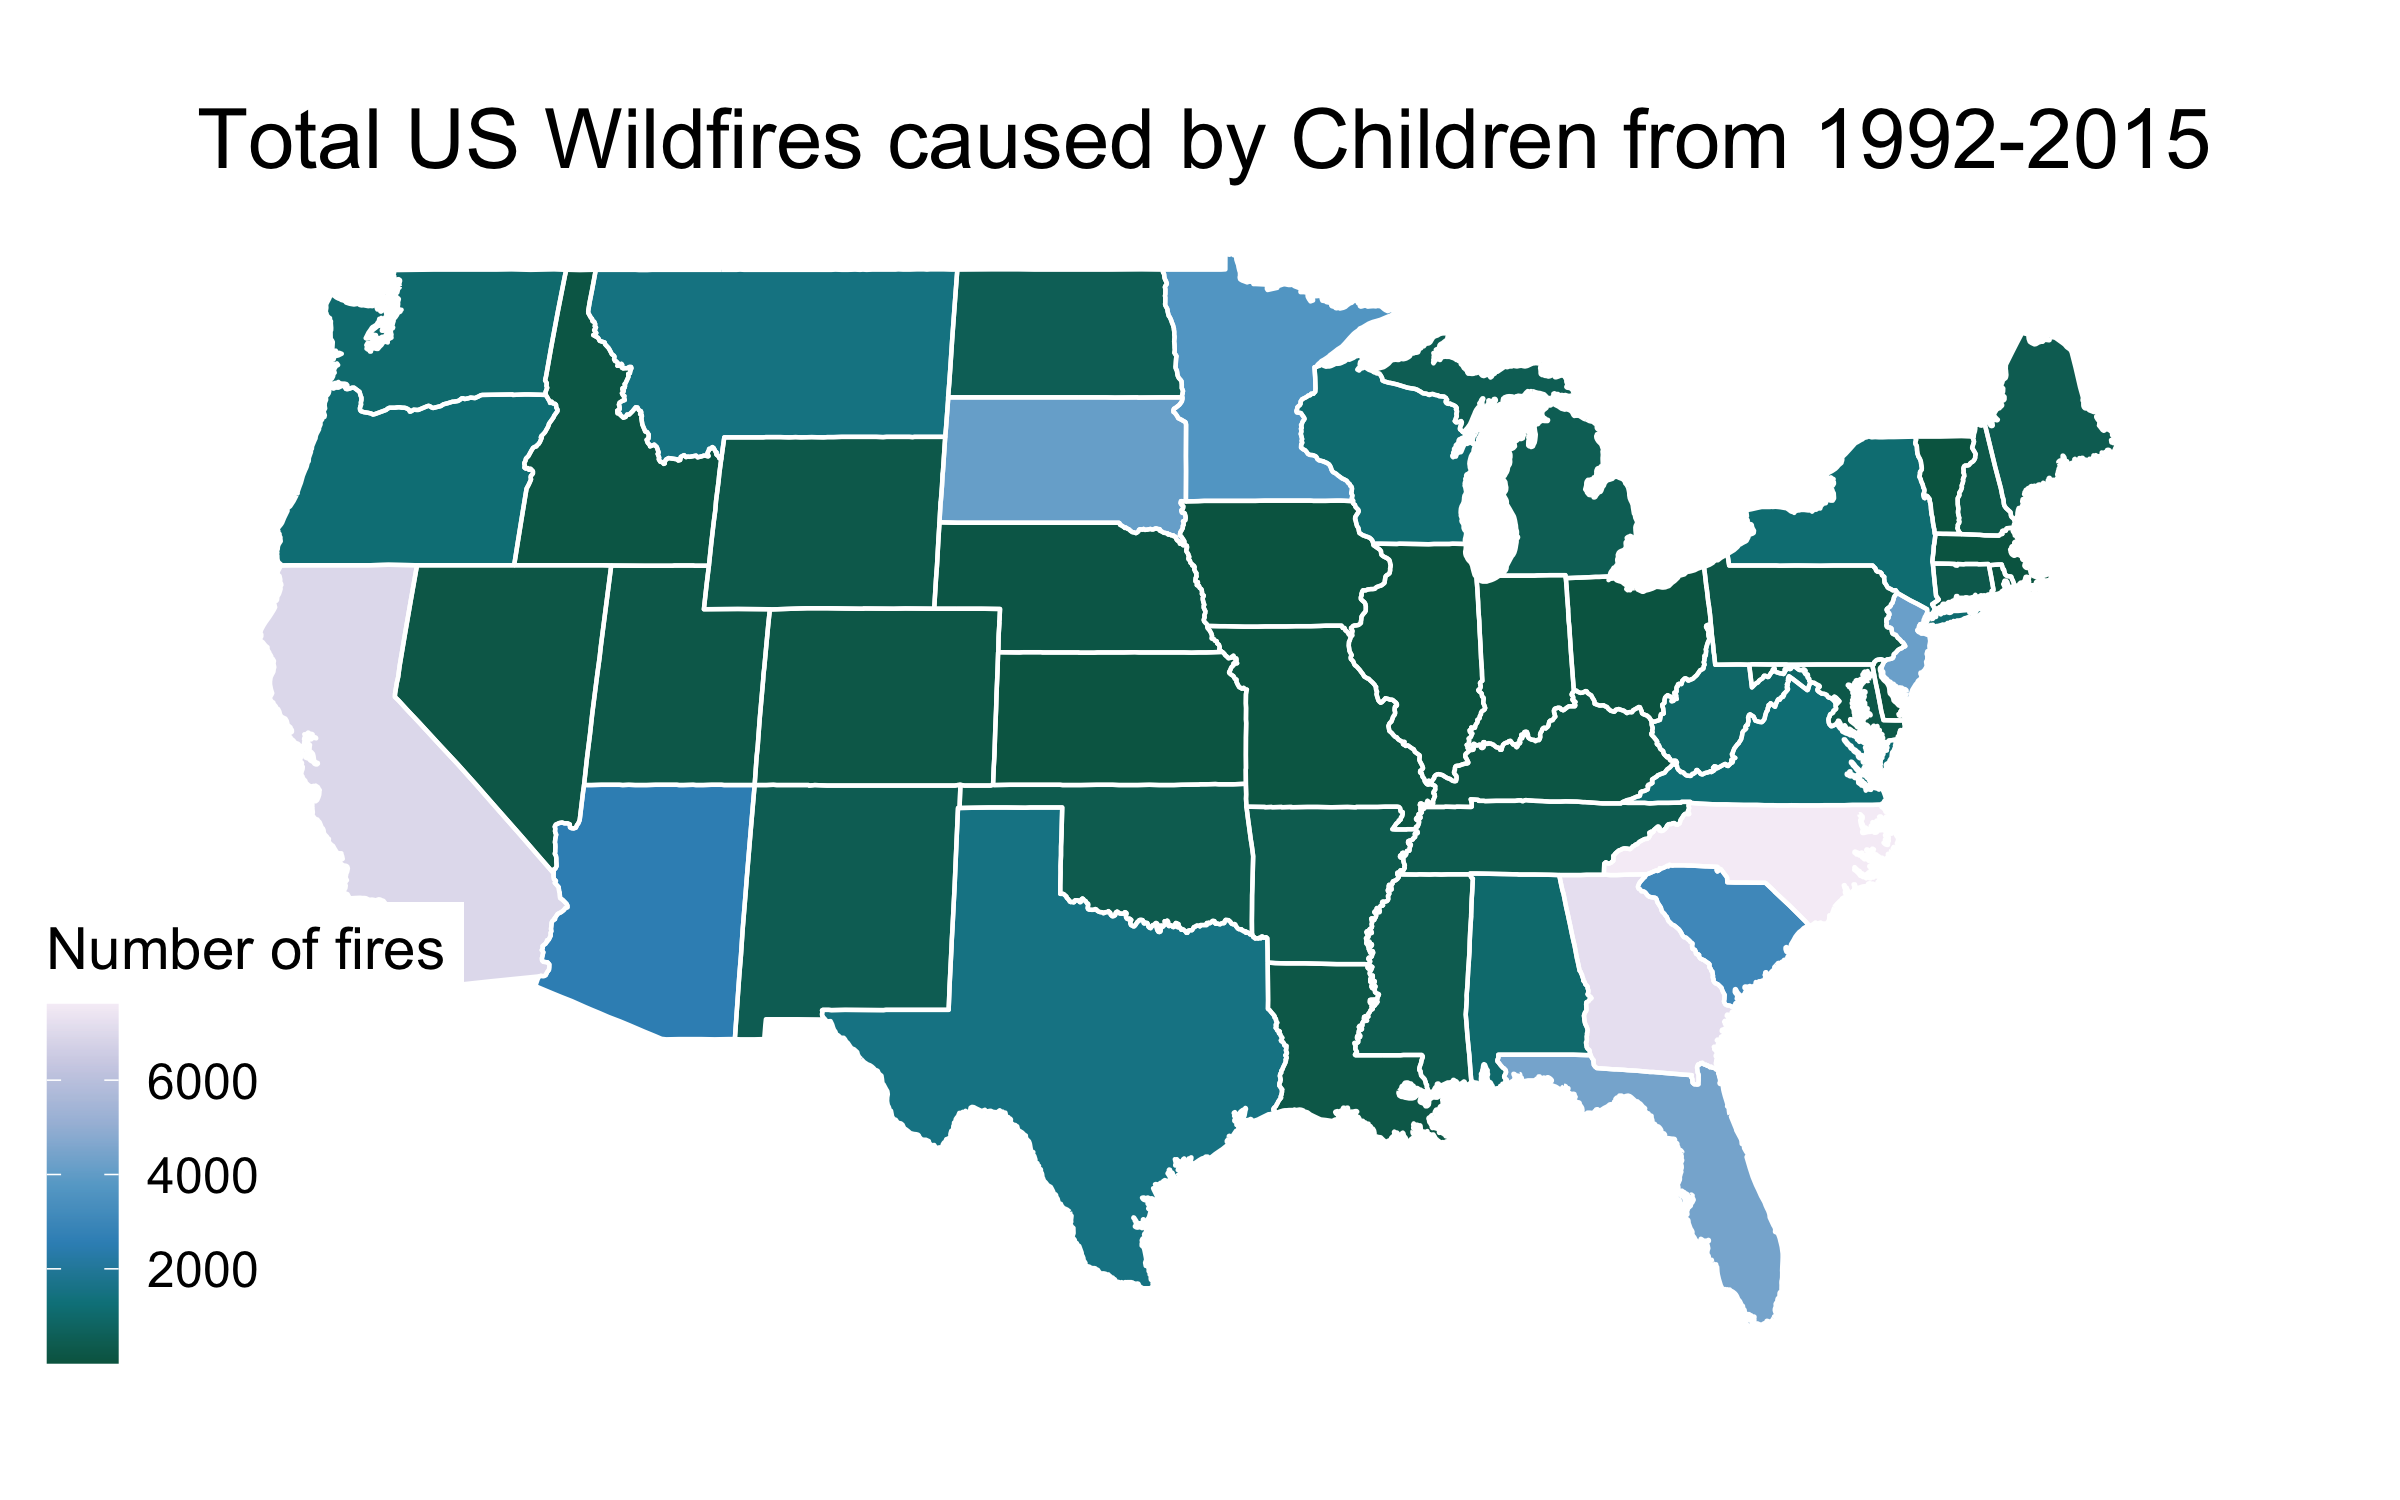 Total US Wildfires caused by Children from 1992-2015
Number of fires
6000
4000
2000